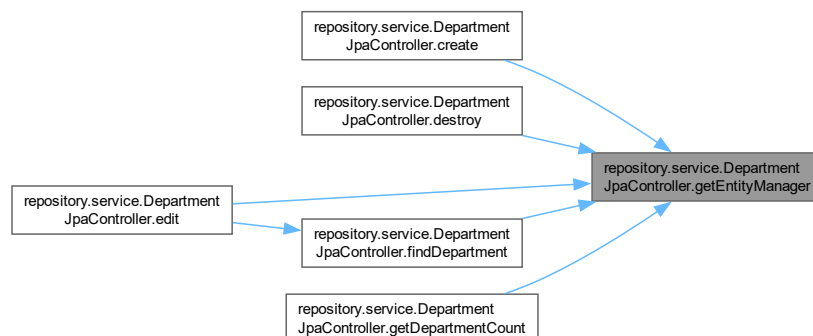 repository.service.Department
JpaController.create
repository.service.Department
JpaController.destroy
repository.service.Department
JpaController.getEntityManager
repository.service.Department
JpaController.edit
repository.service.Department
JpaController.findDepartment
repository.service.Department
JpaController.getDepartmentCount